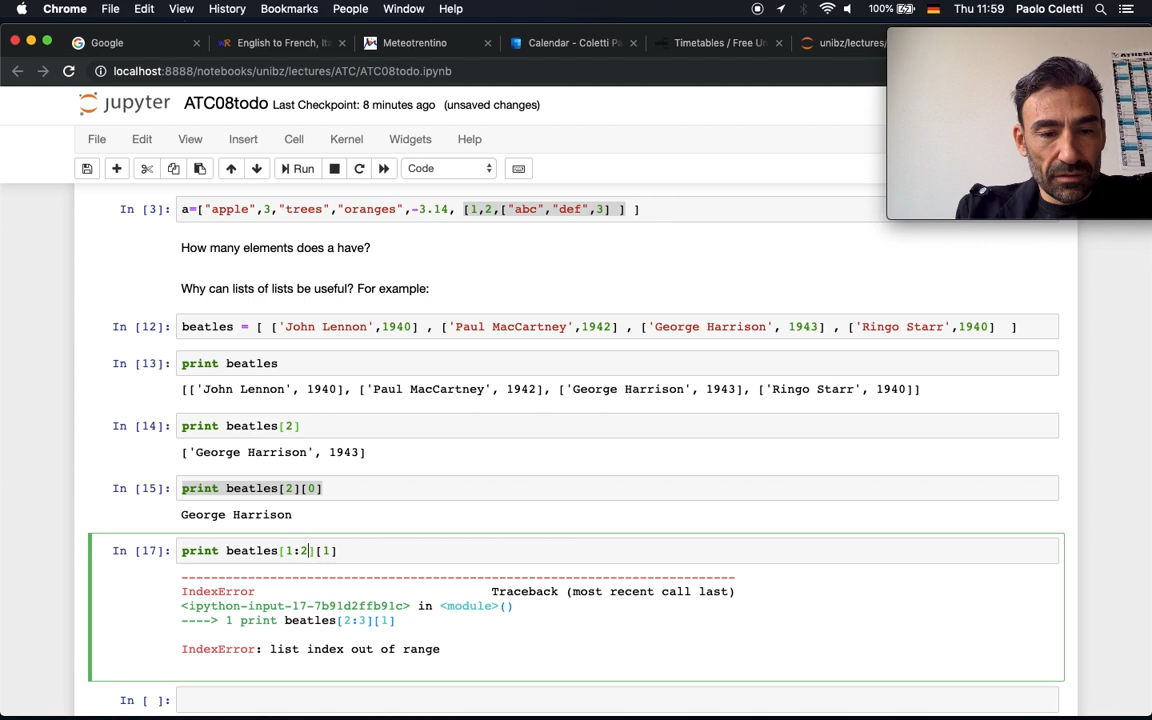 Chrome File Edit View History Bookmarks People Window Help 100% Thu 11:59 Paolo Coletti
Google English to French, Ita Meteotrentino Calendar - Coletti Pa Timetables / Free Un unibz/lectures/
localhost:8888/notebooks/unibz/lectures/ATC/ATC08todo.ipynb
jupyter ATC08todo Last Checkpoint: 8 minutes ago (unsaved changes)
File Edit View Insert Cell Kernel Widgets Help
Run Code
In [3]: a=["apple",3,"trees","oranges",-3.14, [1,2,["abc","def",3] ] ]
How many elements does a have?
Why can lists of lists be useful? For example:
In [12]: beatles = [ ['John Lennon',1940] , ['Paul MacCartney',1942] , ['George Harrison', 1943] , ['Ringo Starr',1940] ]
In [13]: print beatles
[['John Lennon', 1940], ['Paul MacCartney', 1942], ['George Harrison', 1943], ['Ringo Starr', 1940]]
In [14]: print beatles[2]
['George Harrison', 1943]
In [15]: print beatles[2][0]
George Harrison
In [17]: print beatles[1:2][1]
---------------------------------------------------------------------------
IndexError Traceback (most recent call last)
<ipython-input-17-7b91d2ffb91c> in <module>()
----> 1 print beatles[2:3][1]
IndexError: list index out of range
In [ ]: